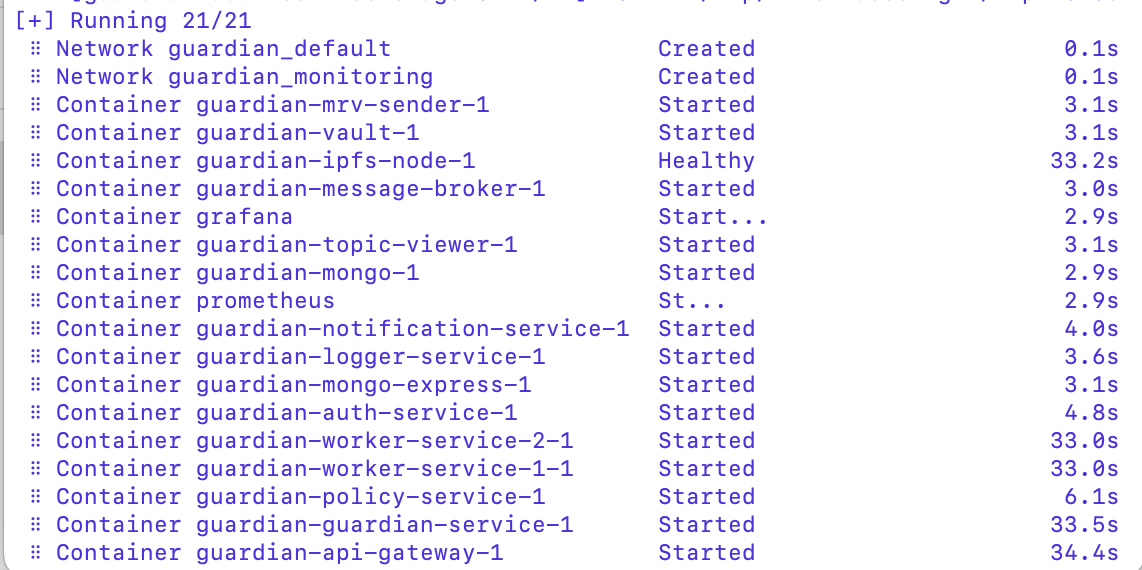 [+] Running 21/21
⠿ Network guardian_default Created 0.1s
⠿ Network guardian_monitoring Created 0.1s
⠿ Container guardian-mrv-sender-1 Started 3.1s
⠿ Container guardian-vault-1 Started 3.1s
⠿ Container guardian-ipfs-node-1 Healthy 33.2s
⠿ Container guardian-message-broker-1 Started 3.0s
⠿ Container grafana Start... 2.9s
⠿ Container guardian-topic-viewer-1 Started 3.1s
⠿ Container guardian-mongo-1 Started 2.9s
⠿ Container prometheus St... 2.9s
⠿ Container guardian-notification-service-1 Started 4.0s
⠿ Container guardian-logger-service-1 Started 3.6s
⠿ Container guardian-mongo-express-1 Started 3.1s
⠿ Container guardian-auth-service-1 Started 4.8s
⠿ Container guardian-worker-service-2-1 Started 33.0s
⠿ Container guardian-worker-service-1-1 Started 33.0s
⠿ Container guardian-policy-service-1 Started 6.1s
⠿ Container guardian-guardian-service-1 Started 33.5s
⠿ Container guardian-api-gateway-1 Started 34.4s